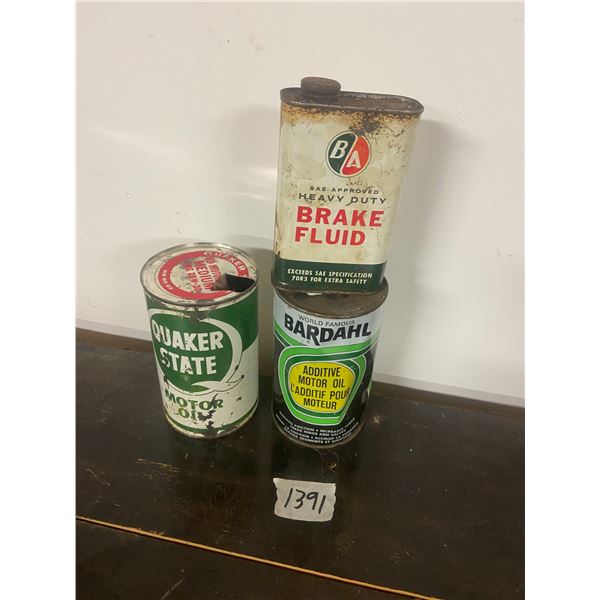 BA
SAE APPROVED
HEAVY DUTY
BRAKE
FLUID
EXCEEDS SAE SPECIFICATION
70R3 FOR EXTRA SAFETY
QUAKER
STATE
MOTOR
OIL
WORLD FAMOUS
BARDAHL
ADDITIVE
MOTOR OIL
L'ADDITIF POUR
MOTEUR
1391